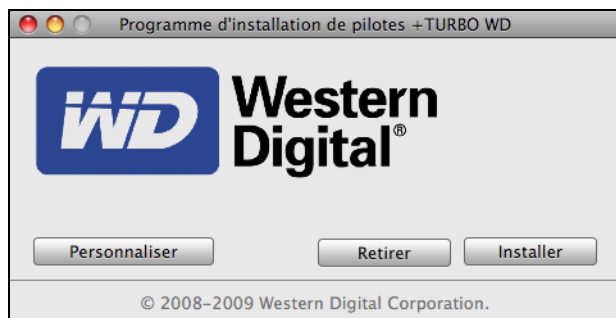 Programme d'installation de pilotes +TURBO WD
WD
Western
Digital®
Personnaliser
Retirer
Installer
© 2008–2009 Western Digital Corporation.